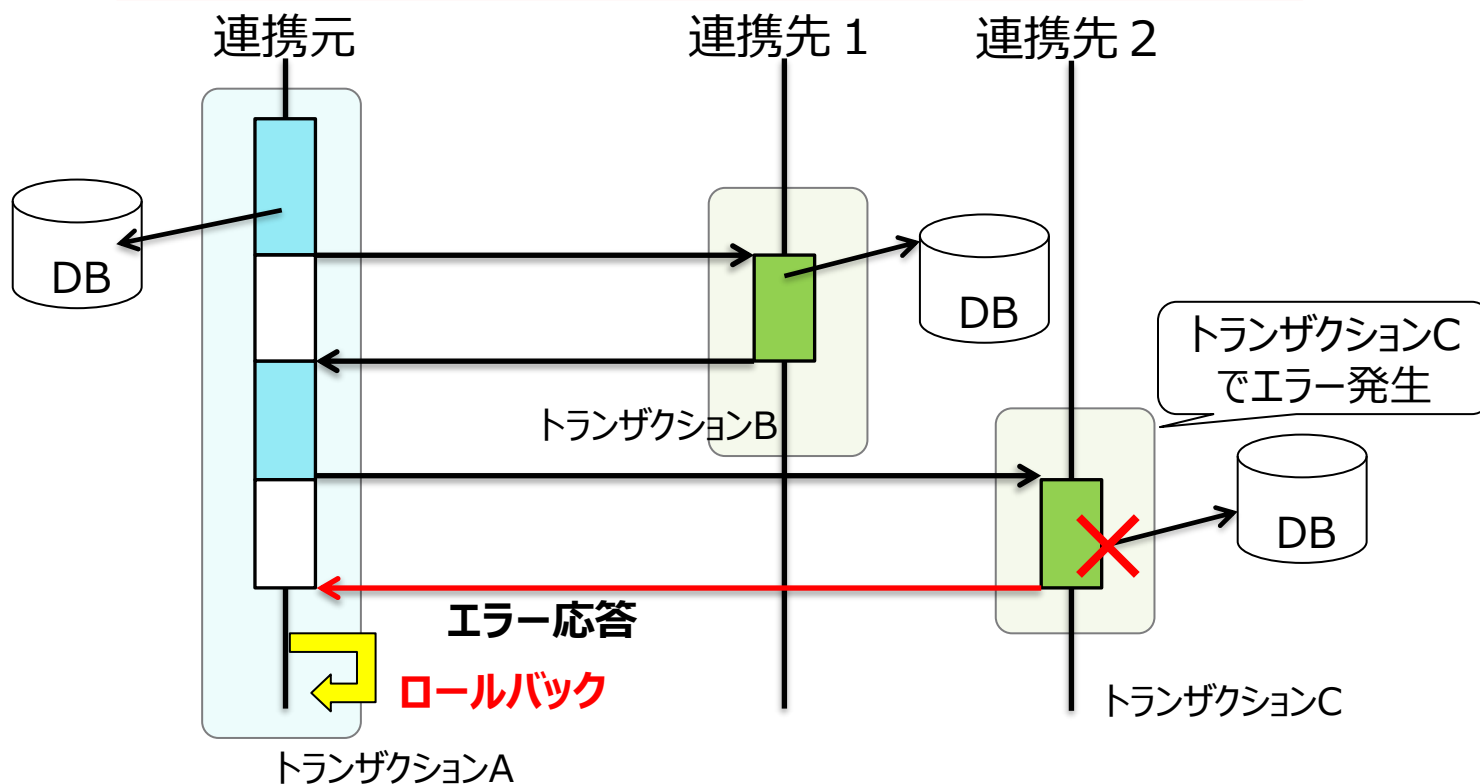 連携元
連携先１
連携先２
DB
DB
トランザクションC
でエラー発生
トランザクションB
DB
エラー応答
ロールバック
トランザクションC
トランザクションA